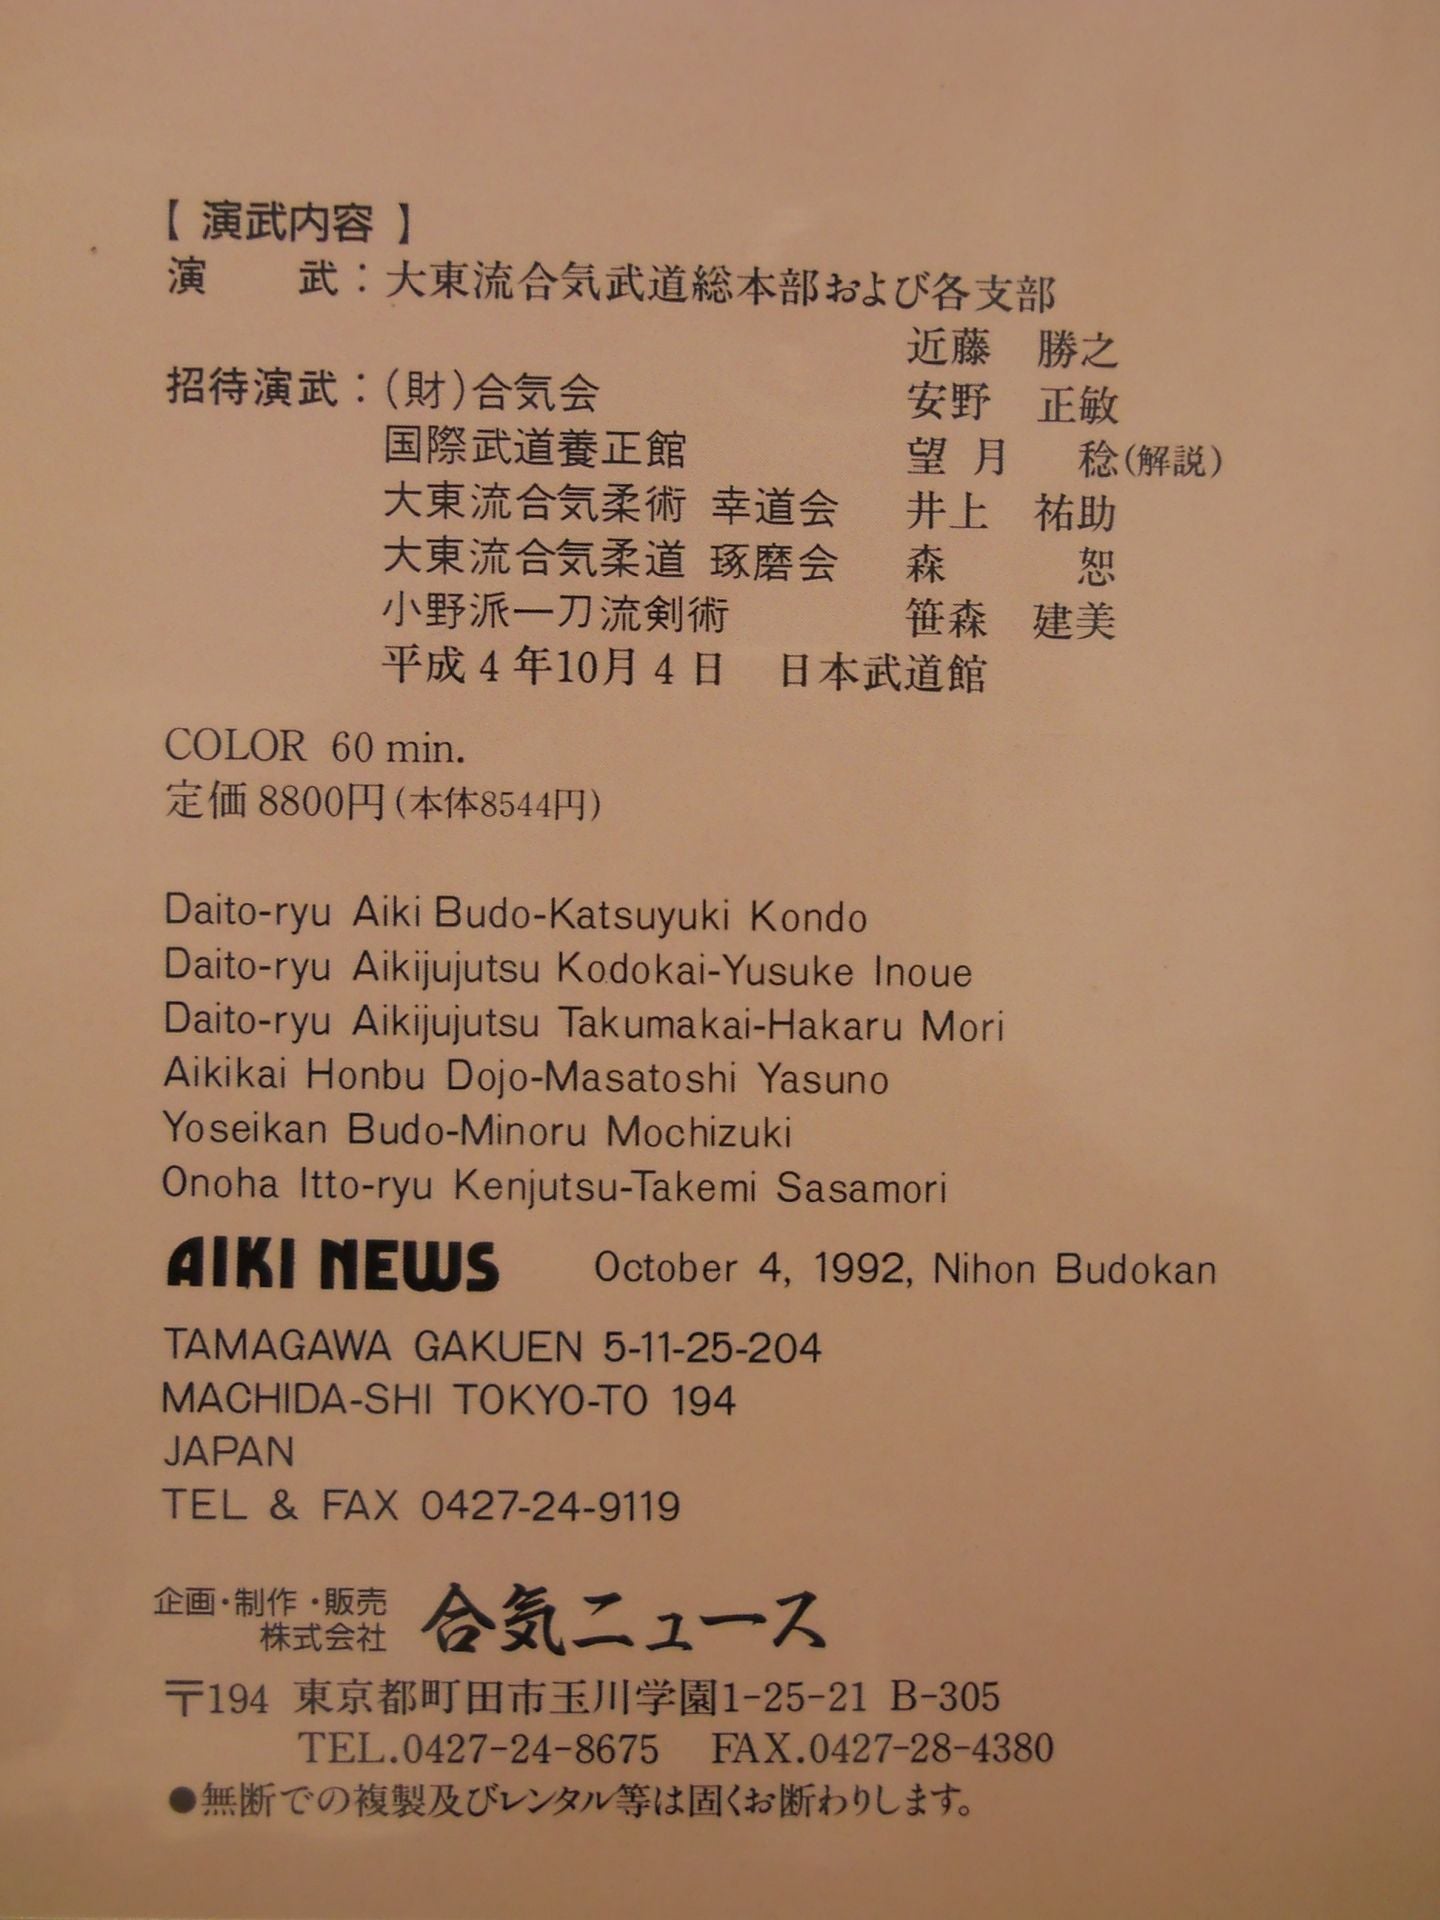 【 演武内容 】
演　武：大東流合気武道総本部および各支部
近藤 勝之
招待演武：（財）合気会 安野 正敏
国際武道養正館 望月 稔（解説）
大東流合気柔術 幸道会 井上 祐助
大東流合気柔道 琢磨会 森 恕
小野派一刀流剣術 笹森 建美
平成4年10月4日 日本武道館
COLOR 60 min.
定価8800円（本体8544円）
Daito-ryu Aiki Budo-Katsuyuki Kondo
Daito-ryu Aikijujutsu Kodokai-Yusuke Inoue
Daito-ryu Aikijujutsu Takumakai-Hakaru Mori
Aikikai Honbu Dojo-Masatoshi Yasuno
Yoseikan Budo-Minoru Mochizuki
Onoha Itto-ryu Kenjutsu-Takemi Sasamori
AIKI NEWS October 4, 1992, Nihon Budokan
TAMAGAWA GAKUEN 5-11-25-204
MACHIDA-SHI TOKYO-TO 194
JAPAN
TEL & FAX 0427-24-9119
企画・制作・販売
株式会社 合気ニュース
〒194 東京都町田市玉川学園1-25-21 B-305
TEL.0427-24-8675 FAX.0427-28-4380
●無断での複製及びレンタル等は固くお断わりします。